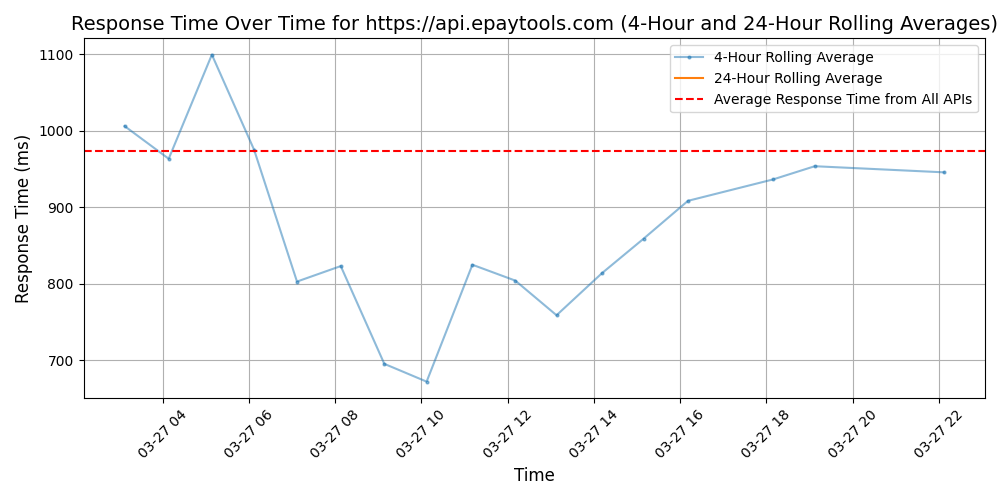 Response Time Over Time for https://api.epaytools.com (4-Hour and 24-Hour Rolling Averages)
4-Hour Rolling Average
24-Hour Rolling Average
Average Response Time from All APIs
Response Time (ms)
1100
1000
900
800
700
03-27 04
03-27 06
03-27 08
03-27 10
03-27 12
03-27 14
03-27 16
03-27 18
03-27 20
03-27 22
Time